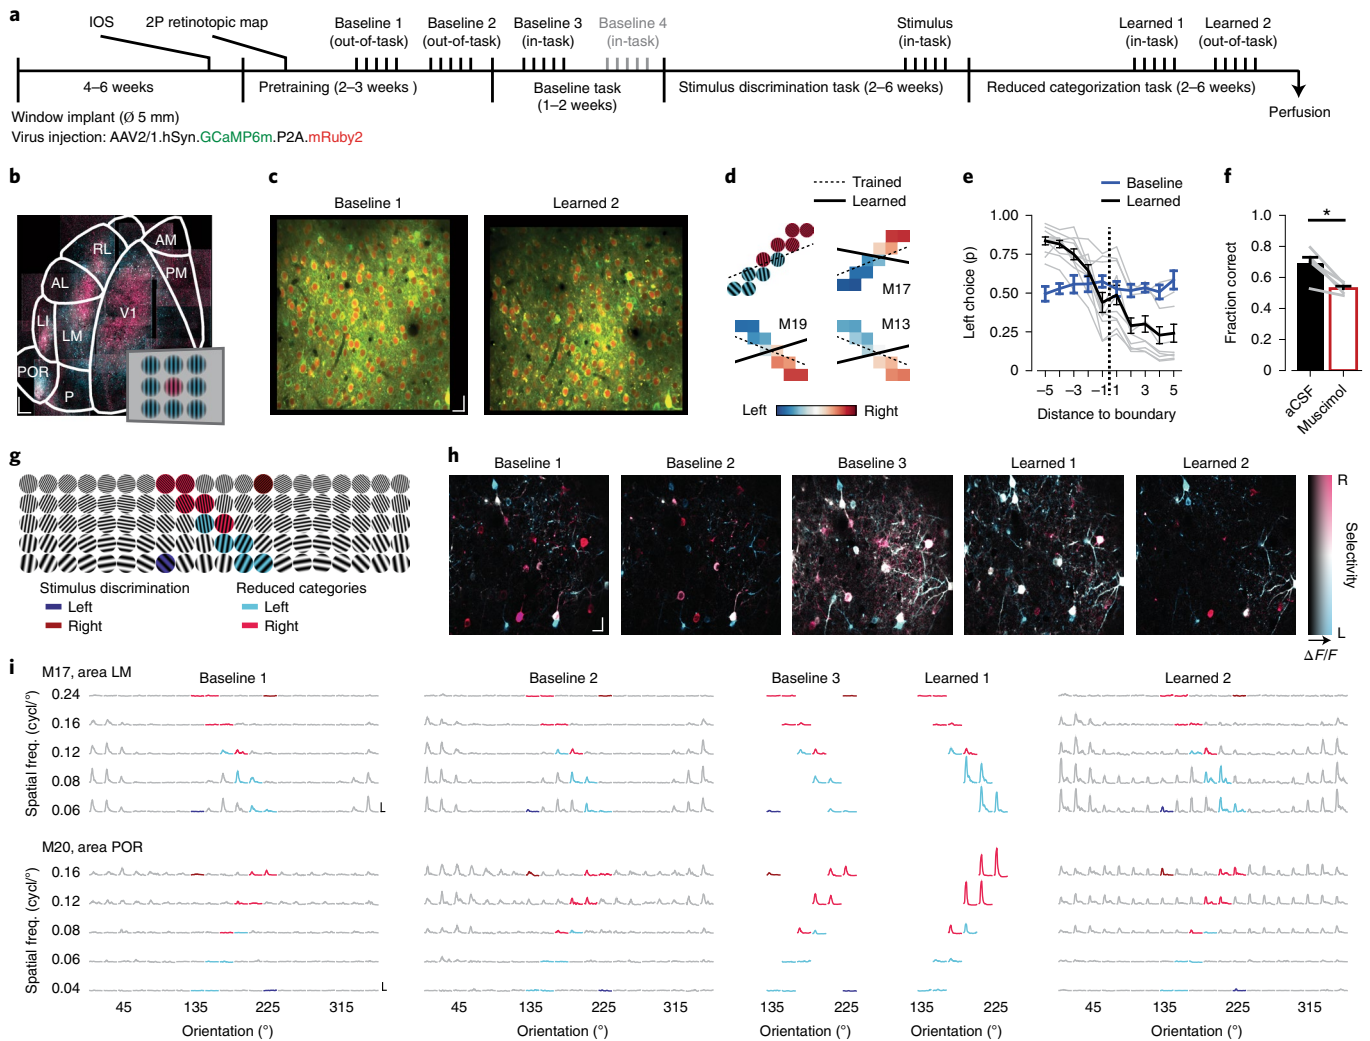 a
IOS
2P retinotopic map
Baseline 1
(out-of-task)
Baseline 2
(out-of-task)
Baseline 3
(in-task)
Baseline 4
(in-task)
Stimulus
(in-task)
Learned 1
(in-task)
Learned 2
(out-of-task)
4–6 weeks
Pretraining (2–3 weeks )
Baseline task
(1–2 weeks)
Stimulus discrimination task (2–6 weeks)
Reduced categorization task (2–6 weeks)
Perfusion
Window implant (Ø 5 mm)
Virus injection: AAV2/1.hSyn.GCaMP6m.P2A.mRuby2
b
RL
AM
PM
AL
V1
LI
LM
POR
P
c
Baseline 1
Learned 2
d
Trained
Learned
M17
M19
M13
Left
Right
e
Baseline
Learned
Left choice (p)
1.00
0.75
0.50
0.25
0
−5 −3 −1 1 3 5
Distance to boundary
f
Fraction correct
1.0
0.8
0.6
0.4
0.2
0
*
aCSF
Muscimol
g
Stimulus discrimination
Left
Right
Reduced categories
Left
Right
h
Baseline 1
Baseline 2
Baseline 3
Learned 1
Learned 2
R
Selectivity
L
ΔF/F
i
M17, area LM
Baseline 1
Baseline 2
Baseline 3
Learned 1
Learned 2
Spatial freq. (cycl/°)
0.24
0.16
0.12
0.08
0.06
M20, area POR
Spatial freq. (cycl/°)
0.16
0.12
0.08
0.06
0.04
45 135 225 315
Orientation (°)
45 135 225 315
Orientation (°)
135 225
Orientation (°)
135 225
Orientation (°)
45 135 225 315
Orientation (°)